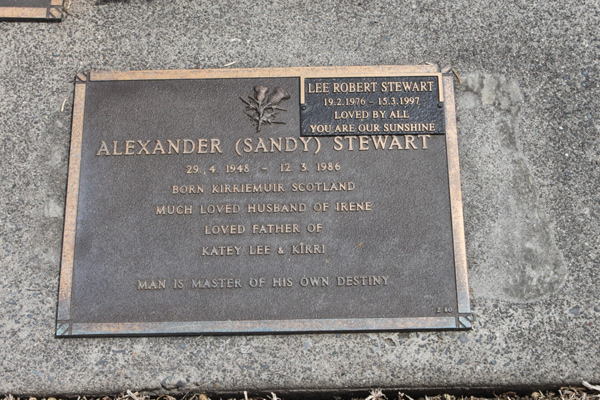 LEE ROBERT STEWART
19.2.1976 – 15.3.1997
LOVED BY ALL
YOU ARE OUR SUNSHINE
ALEXANDER (SANDY) STEWART
29. 4. 1948 – 12. 3. 1986
BORN KIRRIEMUIR SCOTLAND
MUCH LOVED HUSBAND OF IRENE
LOVED FATHER OF
KATEY LEE & KIRRI
MAN IS MASTER OF HIS OWN DESTINY